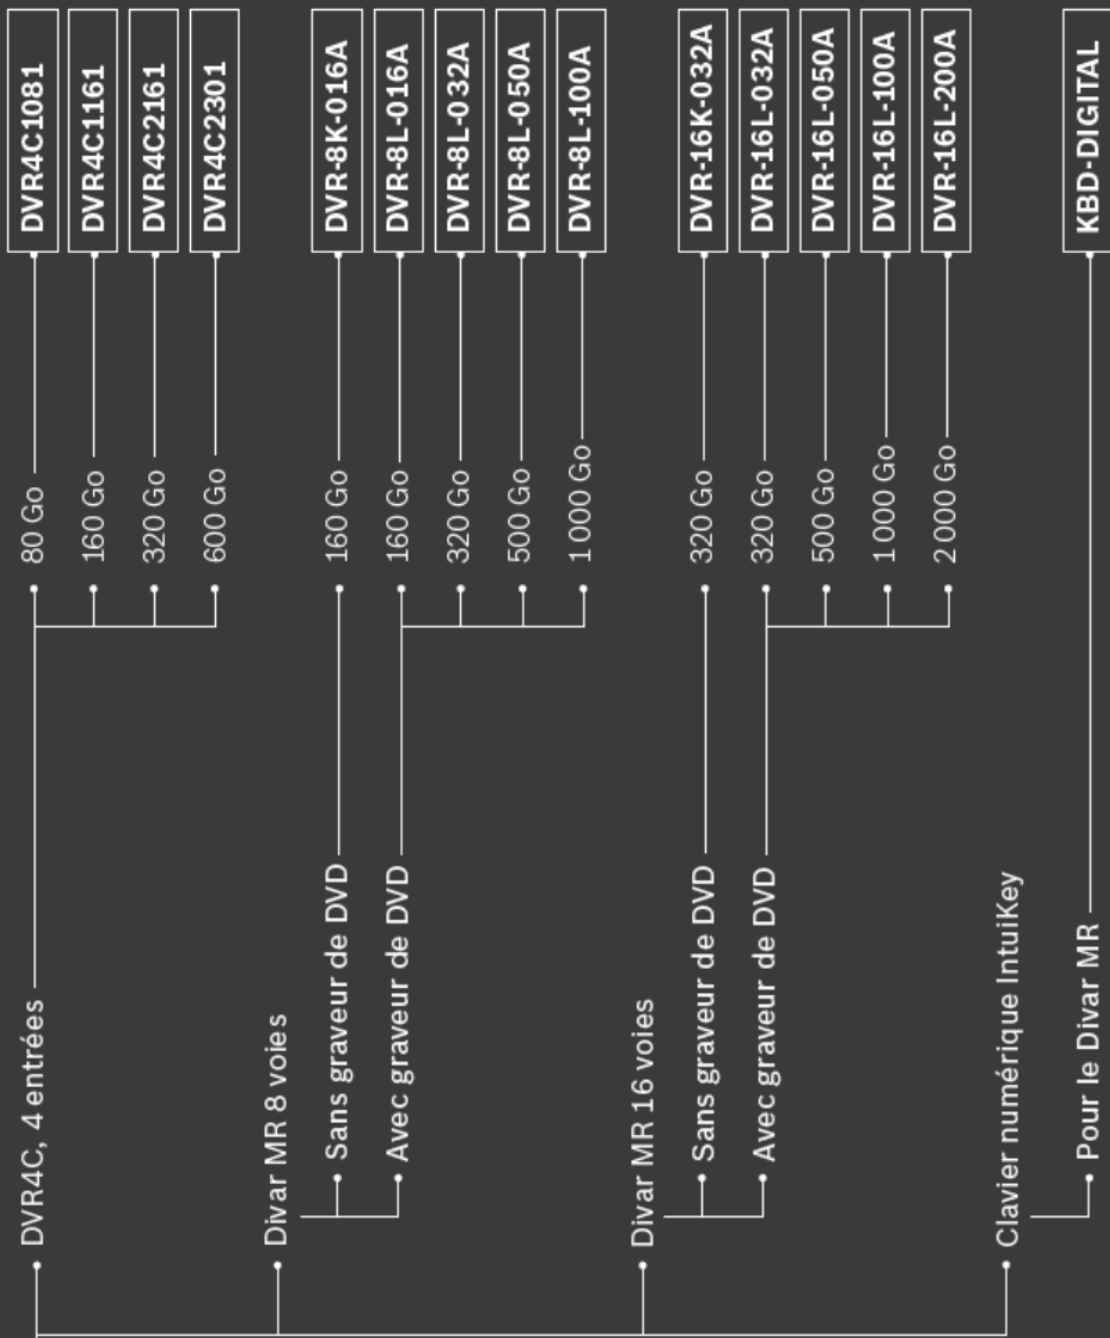 DVR4C, 4 entrées
80 Go DVR4C1081
160 Go DVR4C1161
320 Go DVR4C2161
600 Go DVR4C2301
Divar MR 8 voies
Sans graveur de DVD 160 Go DVR-8K-016A
Avec graveur de DVD 160 Go DVR-8L-016A
320 Go DVR-8L-032A
500 Go DVR-8L-050A
1 000 Go DVR-8L-100A
Divar MR 16 voies
Sans graveur de DVD 320 Go DVR-16K-032A
Avec graveur de DVD 320 Go DVR-16L-032A
500 Go DVR-16L-050A
1 000 Go DVR-16L-100A
2 000 Go DVR-16L-200A
Clavier numérique IntuiKey
Pour le Divar MR KBD-DIGITAL